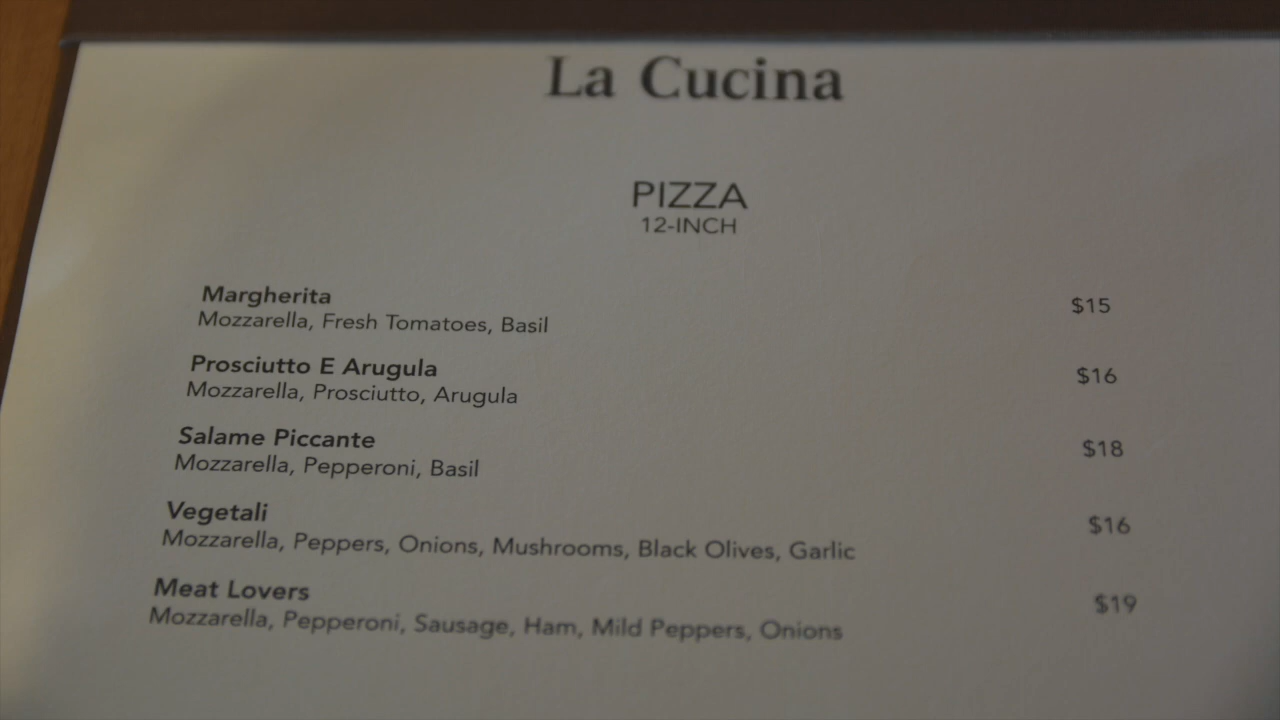 La Cucina
PIZZA
12-INCH
Margherita $15
Mozzarella, Fresh Tomatoes, Basil
Prosciutto E Arugula $16
Mozzarella, Prosciutto, Arugula
Salame Piccante $18
Mozzarella, Pepperoni, Basil
Vegetali $16
Mozzarella, Peppers, Onions, Mushrooms, Black Olives, Garlic
Meat Lovers $19
Mozzarella, Pepperoni, Sausage, Ham, Mild Peppers, Onions